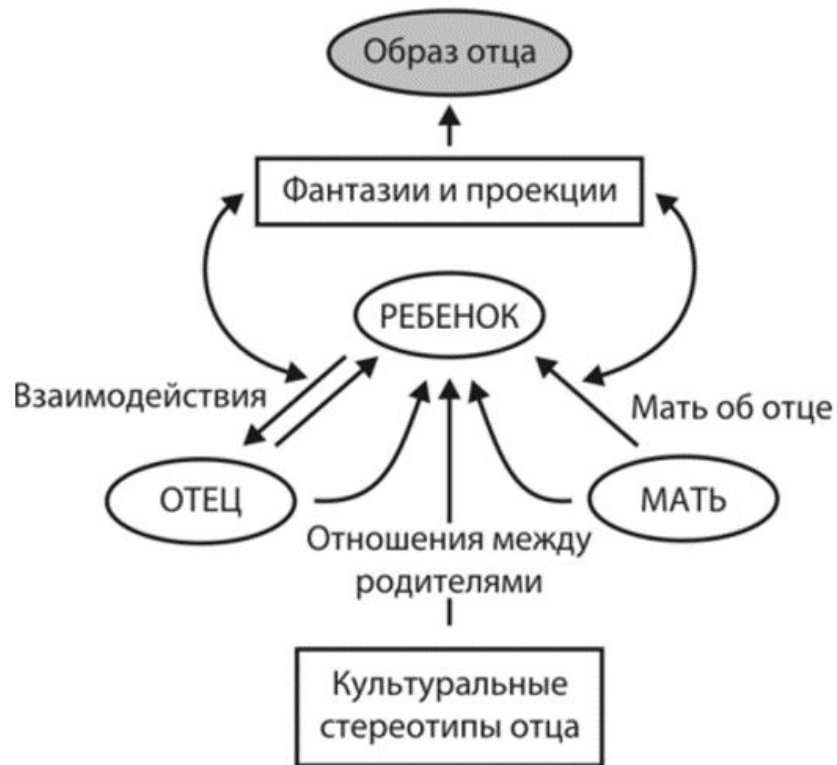 Образ отца
Фантазии и проекции
РЕБЕНОК
Взаимодействия
Мать об отце
ОТЕЦ
МАТЬ
Отношения между
родителями
Культуральные
стереотипы отца